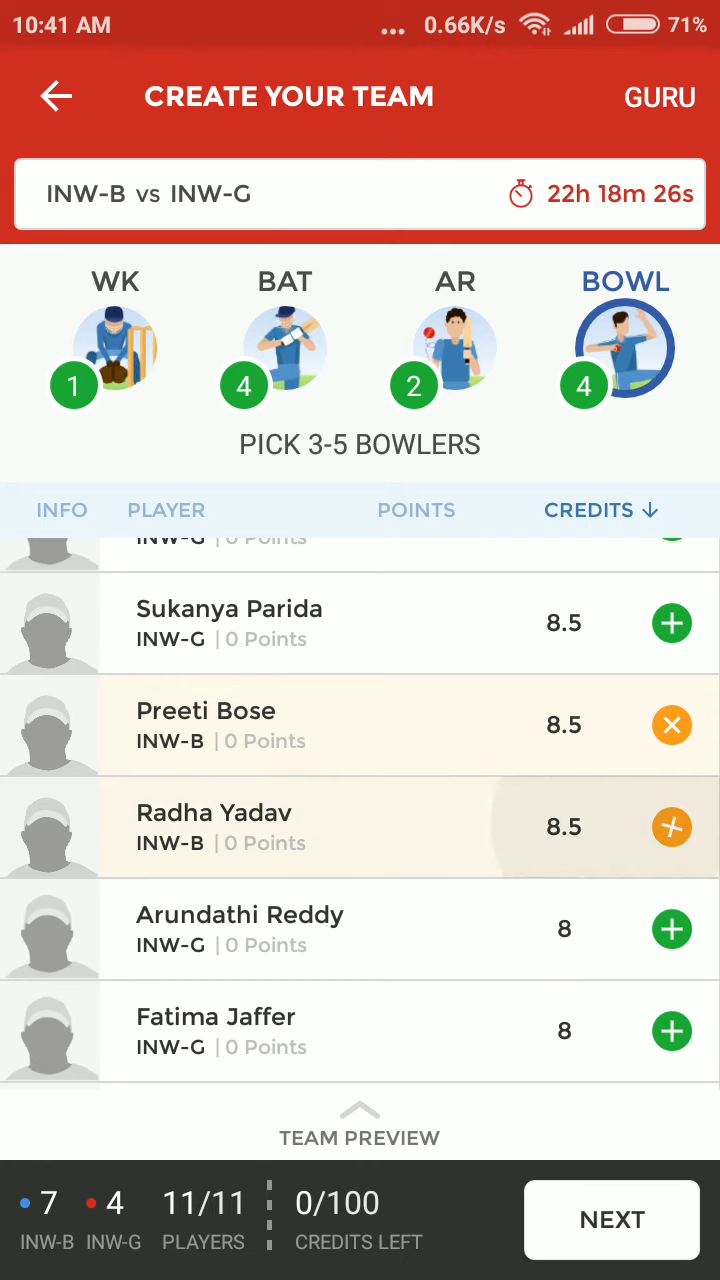 10:41 AM ... 0.66K/s 71%
CREATE YOUR TEAM GURU
INW-B vs INW-G 22h 18m 26s
WK BAT AR BOWL
1 4 2 4
PICK 3-5 BOWLERS
INFO PLAYER POINTS CREDITS ↓
INW-G | 0 Points
Sukanya Parida
INW-G | 0 Points 8.5
Preeti Bose
INW-B | 0 Points 8.5
Radha Yadav
INW-B | 0 Points 8.5
Arundathi Reddy
INW-G | 0 Points 8
Fatima Jaffer
INW-G | 0 Points 8
TEAM PREVIEW
7 4 11/11 0/100 NEXT
INW-B INW-G PLAYERS CREDITS LEFT